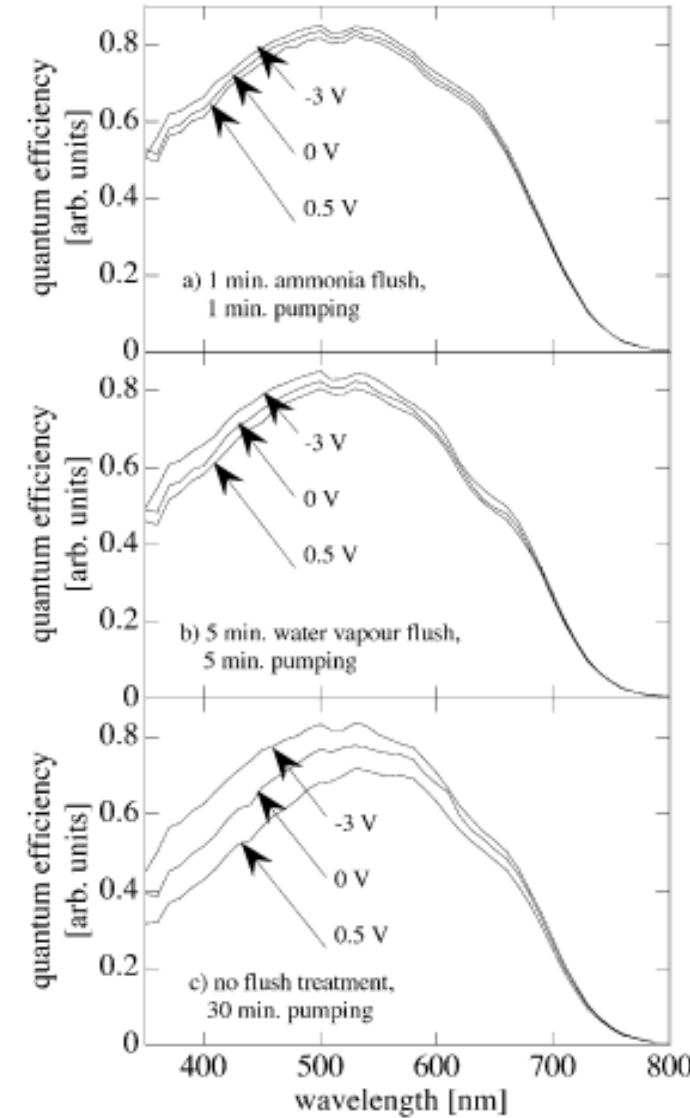 quantum efficiency
[arb. units]
0.8
0.6
0.4
0.2
0
-3 V
0 V
0.5 V
a) 1 min. ammonia flush,
1 min. pumping
quantum efficiency
[arb. units]
0.8
0.6
0.4
0.2
0
-3 V
0 V
0.5 V
b) 5 min. water vapour flush,
5 min. pumping
quantum efficiency
[arb. units]
0.8
0.6
0.4
0.2
0
-3 V
0 V
0.5 V
c) no flush treatment,
30 min. pumping
400 500 600 700 800
wavelength [nm]